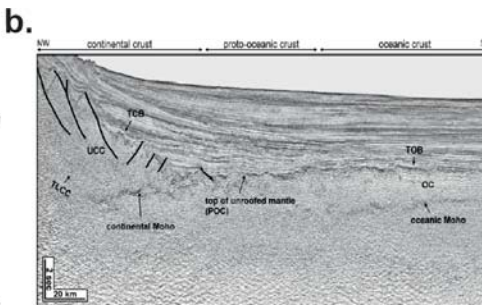 b.
NW
continental crust
proto-oceanic crust
oceanic crust
TCB
UCC
TLCC
TOB
OC
top of unroofed mantle
(POC)
continental Moho
oceanic Moho
20 km